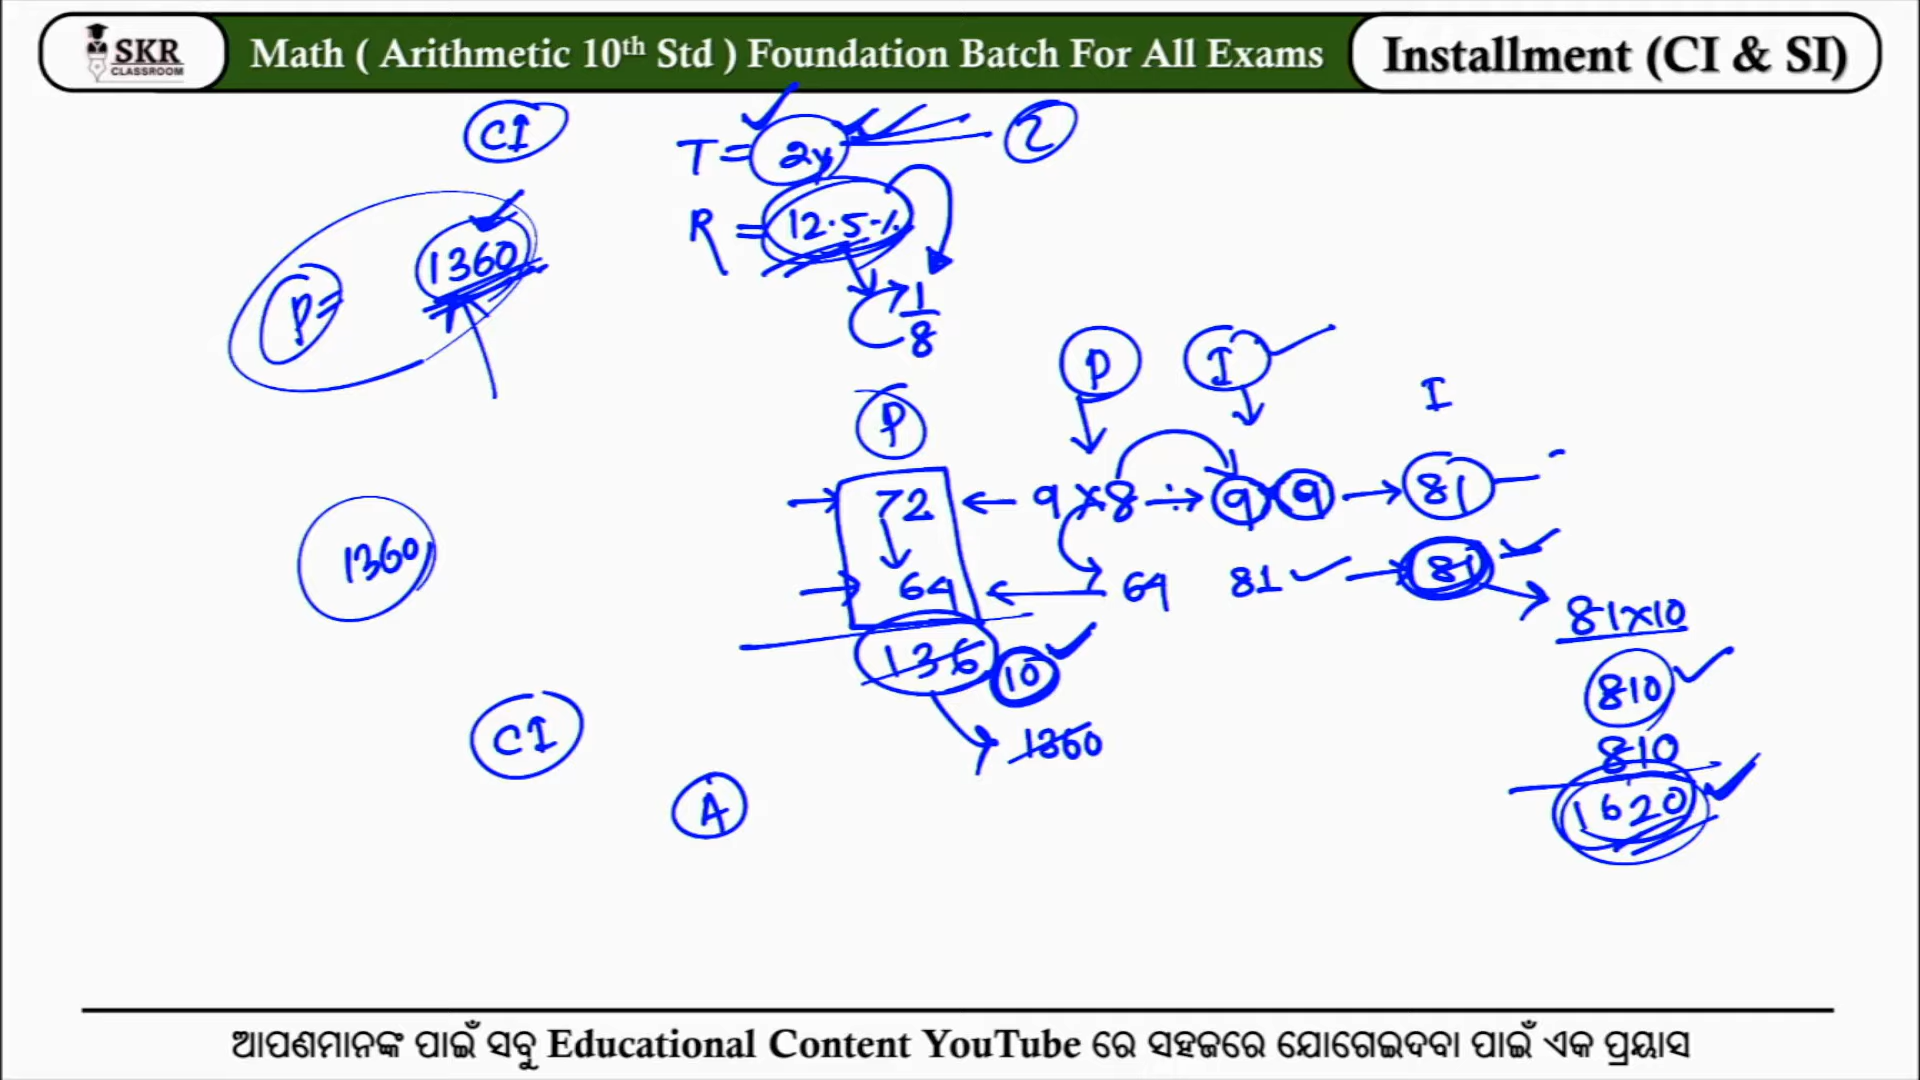 SKR
CLASSROOM
Math ( Arithmetic 10th Std ) Foundation Batch For All Exams
Installment (CI & SI)
CI
T = 2y
2
R = 12.5%
1/8
P = 1360
P I
P
I
72 ← 9 × 8 ÷ → 9 9 → 81
64 ← 64 81 → 81
81×10
136 10
1360
810
1360
810
CI
1620
A
ଆପଣମାନଙ୍କ ପାଇଁ ସବୁ Educational Content YouTube ରେ ସହଜରେ ଯୋଗେଇଦବା ପାଇଁ ଏକ ପ୍ରୟାସ